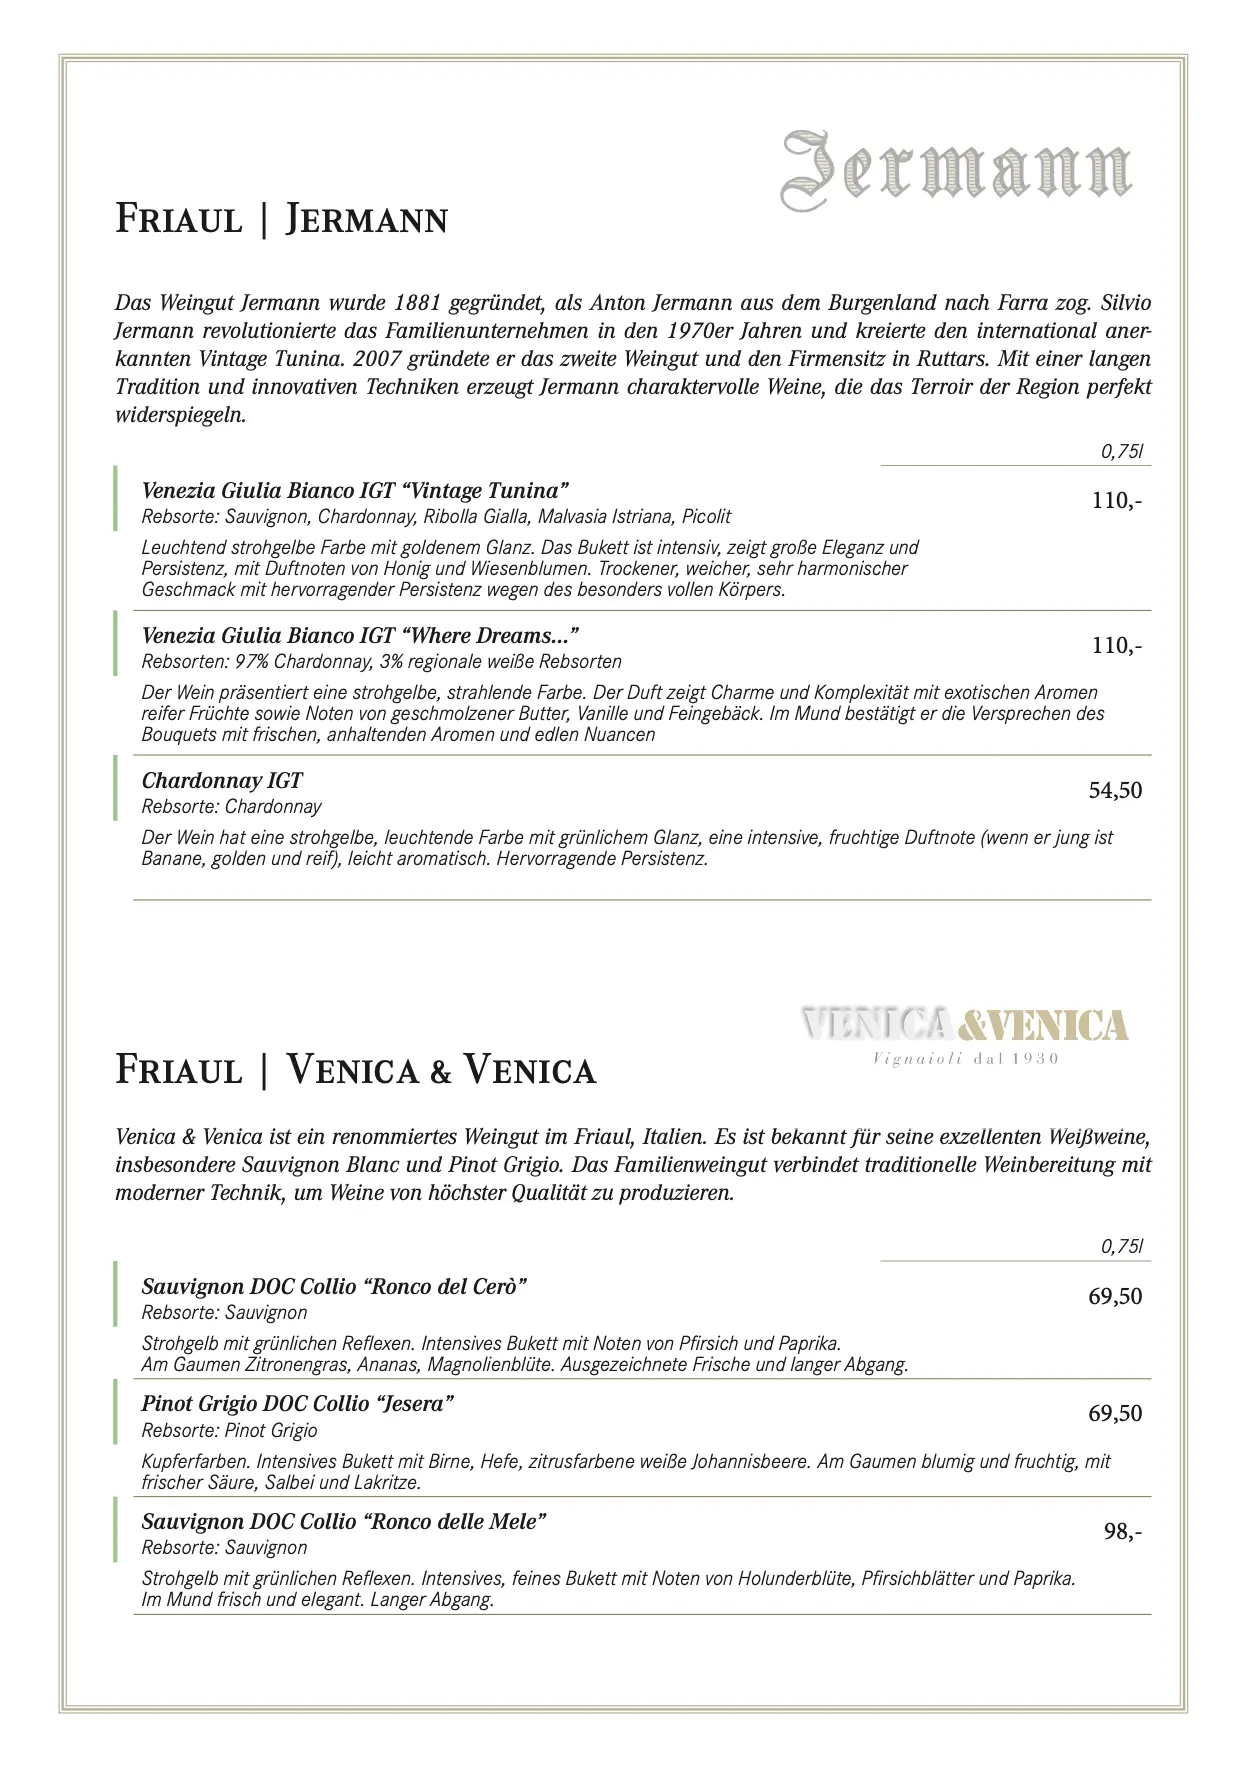 Jermann
Friaul | Jermann
Das Weingut Jermann wurde 1881 gegründet, als Anton Jermann aus dem Burgenland nach Farra zog. Silvio
Jermann revolutionierte das Familienunternehmen in den 1970er Jahren und kreierte den international aner-
kannten Vintage Tunina. 2007 gründete er das zweite Weingut und den Firmensitz in Ruttars. Mit einer langen
Tradition und innovativen Techniken erzeugt Jermann charaktervolle Weine, die das Terroir der Region perfekt
widerspiegeln.
0,75l
Venezia Giulia Bianco IGT “Vintage Tunina”
110,-
Rebsorte: Sauvignon, Chardonnay, Ribolla Gialla, Malvasia Istriana, Picolit
Leuchtend strohgelbe Farbe mit goldenem Glanz. Das Bukett ist intensiv, zeigt große Eleganz und
Persistenz, mit Duftnoten von Honig und Wiesenblumen. Trockener, weicher, sehr harmonischer
Geschmack mit hervorragender Persistenz wegen des besonders vollen Körpers.
Venezia Giulia Bianco IGT “Where Dreams...”
110,-
Rebsorten: 97% Chardonnay, 3% regionale weiße Rebsorten
Der Wein präsentiert eine strohgelbe, strahlende Farbe. Der Duft zeigt Charme und Komplexität mit exotischen Aromen
reifer Früchte sowie Noten von geschmolzener Butter, Vanille und Feingebäck. Im Mund bestätigt er die Versprechen des
Bouquets mit frischen, anhaltenden Aromen und edlen Nuancen
Chardonnay IGT
54,50
Rebsorte: Chardonnay
Der Wein hat eine strohgelbe, leuchtende Farbe mit grünlichem Glanz, eine intensive, fruchtige Duftnote (wenn er jung ist
Banane, golden und reif), leicht aromatisch. Hervorragende Persistenz.
VENICA &VENICA
Vignaioli dal 1930
Friaul | Venica & Venica
Venica & Venica ist ein renommiertes Weingut im Friaul, Italien. Es ist bekannt für seine exzellenten Weißweine,
insbesondere Sauvignon Blanc und Pinot Grigio. Das Familienweingut verbindet traditionelle Weinbereitung mit
moderner Technik, um Weine von höchster Qualität zu produzieren.
0,75l
Sauvignon DOC Collio “Ronco del Cerò”
69,50
Rebsorte: Sauvignon
Strohgelb mit grünlichen Reflexen. Intensives Bukett mit Noten von Pfirsich und Paprika.
Am Gaumen Zitronengras, Ananas, Magnolienblüte. Ausgezeichnete Frische und langer Abgang.
Pinot Grigio DOC Collio “Jesera”
69,50
Rebsorte: Pinot Grigio
Kupferfarben. Intensives Bukett mit Birne, Hefe, zitrusfarbene weiße Johannisbeere. Am Gaumen blumig und fruchtig, mit
frischer Säure, Salbei und Lakritze.
Sauvignon DOC Collio “Ronco delle Mele”
98,-
Rebsorte: Sauvignon
Strohgelb mit grünlichen Reflexen. Intensives, feines Bukett mit Noten von Holunderblüte, Pfirsichblätter und Paprika.
Im Mund frisch und elegant. Langer Abgang.